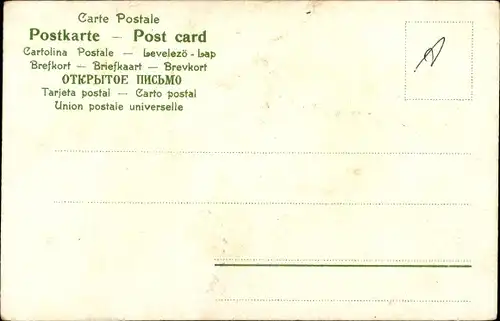 Carte Postale
Postkarte — Post card
Cartolina Postale — Levelező-Lap
Brefkort — Briefkaart — Brevkort
ОТКРЫТОЕ ПИСЬМО
Tarjeta postal — Carto postal
Union postale universelle